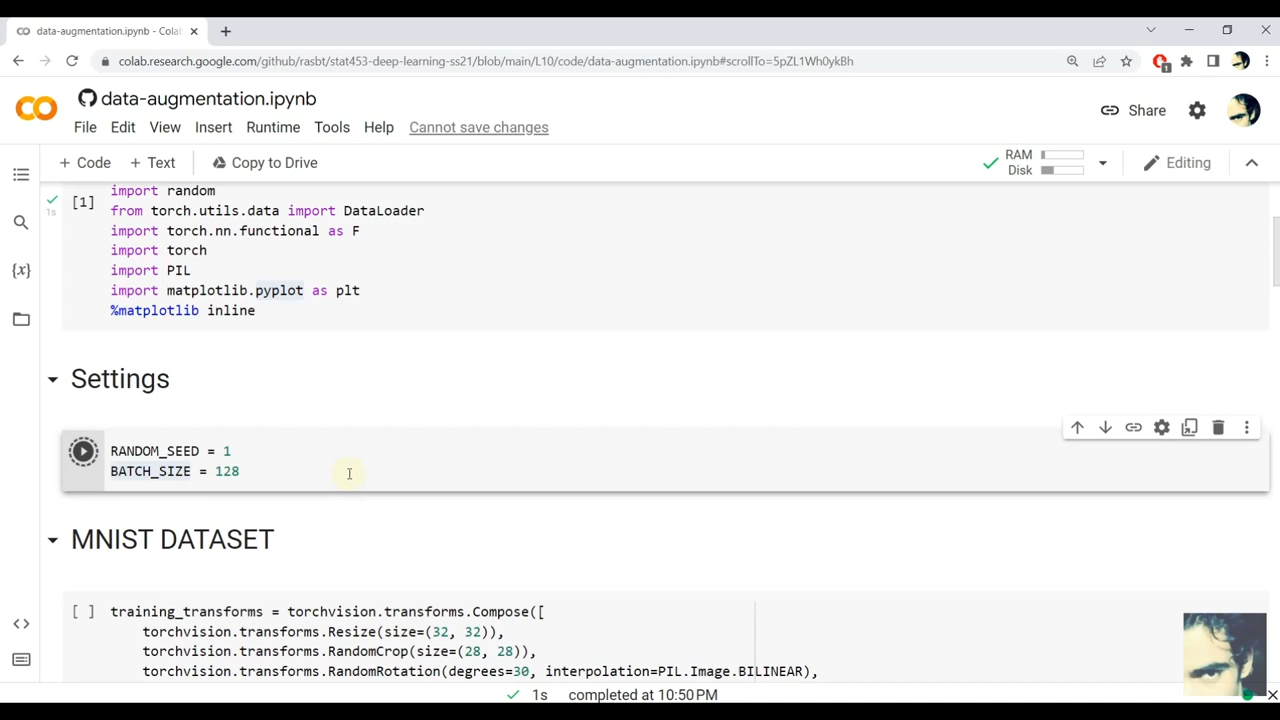 data-augmentation.ipynb - Colab
colab.research.google.com/github/rasbt/stat453-deep-learning-ss21/blob/main/L10/code/data-augmentation.ipynb#scrollTo=5pZL1Wh0ykBh
1
data-augmentation.ipynb
Share
File Edit View Insert Runtime Tools Help Cannot save changes
+ Code + Text Copy to Drive
RAM
Disk
Editing
import random
[1]
1s
from torch.utils.data import DataLoader
import torch.nn.functional as F
import torch
import PIL
{x}
import matplotlib.pyplot as plt
%matplotlib inline
Settings
RANDOM_SEED = 1
BATCH_SIZE = 128
MNIST DATASET
[ ] training_transforms = torchvision.transforms.Compose([
torchvision.transforms.Resize(size=(32, 32)),
torchvision.transforms.RandomCrop(size=(28, 28)),
torchvision.transforms.RandomRotation(degrees=30, interpolation=PIL.Image.BILINEAR),
1s completed at 10:50 PM